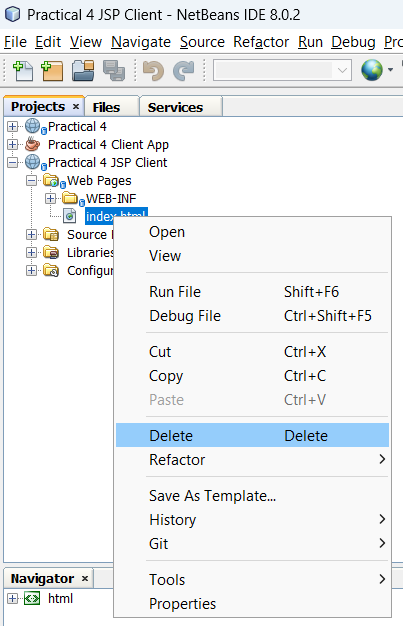 Practical 4 JSP Client - NetBeans IDE 8.0.2
File Edit View Navigate Source Refactor Run Debug
Projects × Files Services
Practical 4
Practical 4 Client App
Practical 4 JSP Client
Web Pages
WEB-INF
index.html
Source
Libraries
Configur
Open
View
Run File Shift+F6
Debug File Ctrl+Shift+F5
Cut Ctrl+X
Copy Ctrl+C
Paste Ctrl+V
Delete Delete
Refactor
Save As Template...
History
Git
Tools
Properties
Navigator ×
html